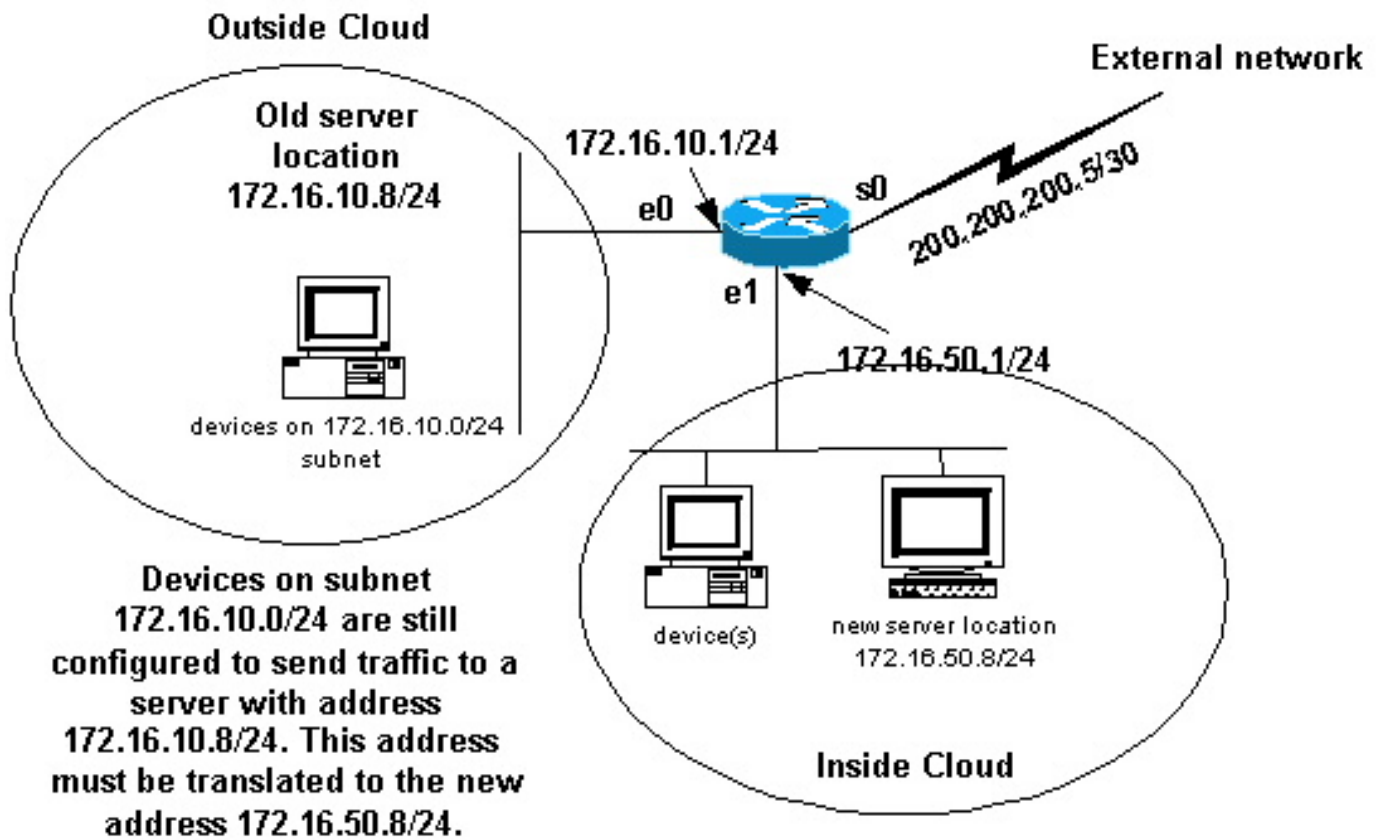 Outside Cloud
External network
Old server
location
172.16.10.8/24
172.16.10.1/24
e0
s0
200.200.200.5/30
e1
172.16.50.1/24
devices on 172.16.10.0/24
subnet
device(s)
new server location
172.16.50.8/24
Inside Cloud
Devices on subnet
172.16.10.0/24 are still
configured to send traffic to a
server with address
172.16.10.8/24. This address
must be translated to the new
address 172.16.50.8/24.